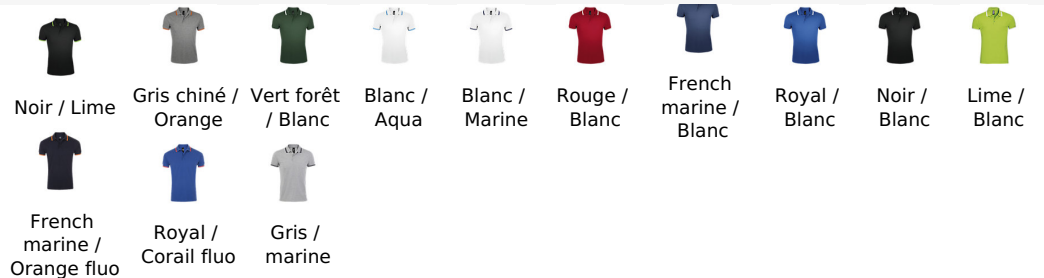 Noir / Lime
Gris chiné /
Orange
Vert forêt
/ Blanc
Blanc /
Aqua
Blanc /
Marine
Rouge /
Blanc
French
marine /
Blanc
Royal /
Blanc
Noir /
Blanc
Lime /
Blanc
French
marine /
Orange fluo
Royal /
Corail fluo
Gris /
marine